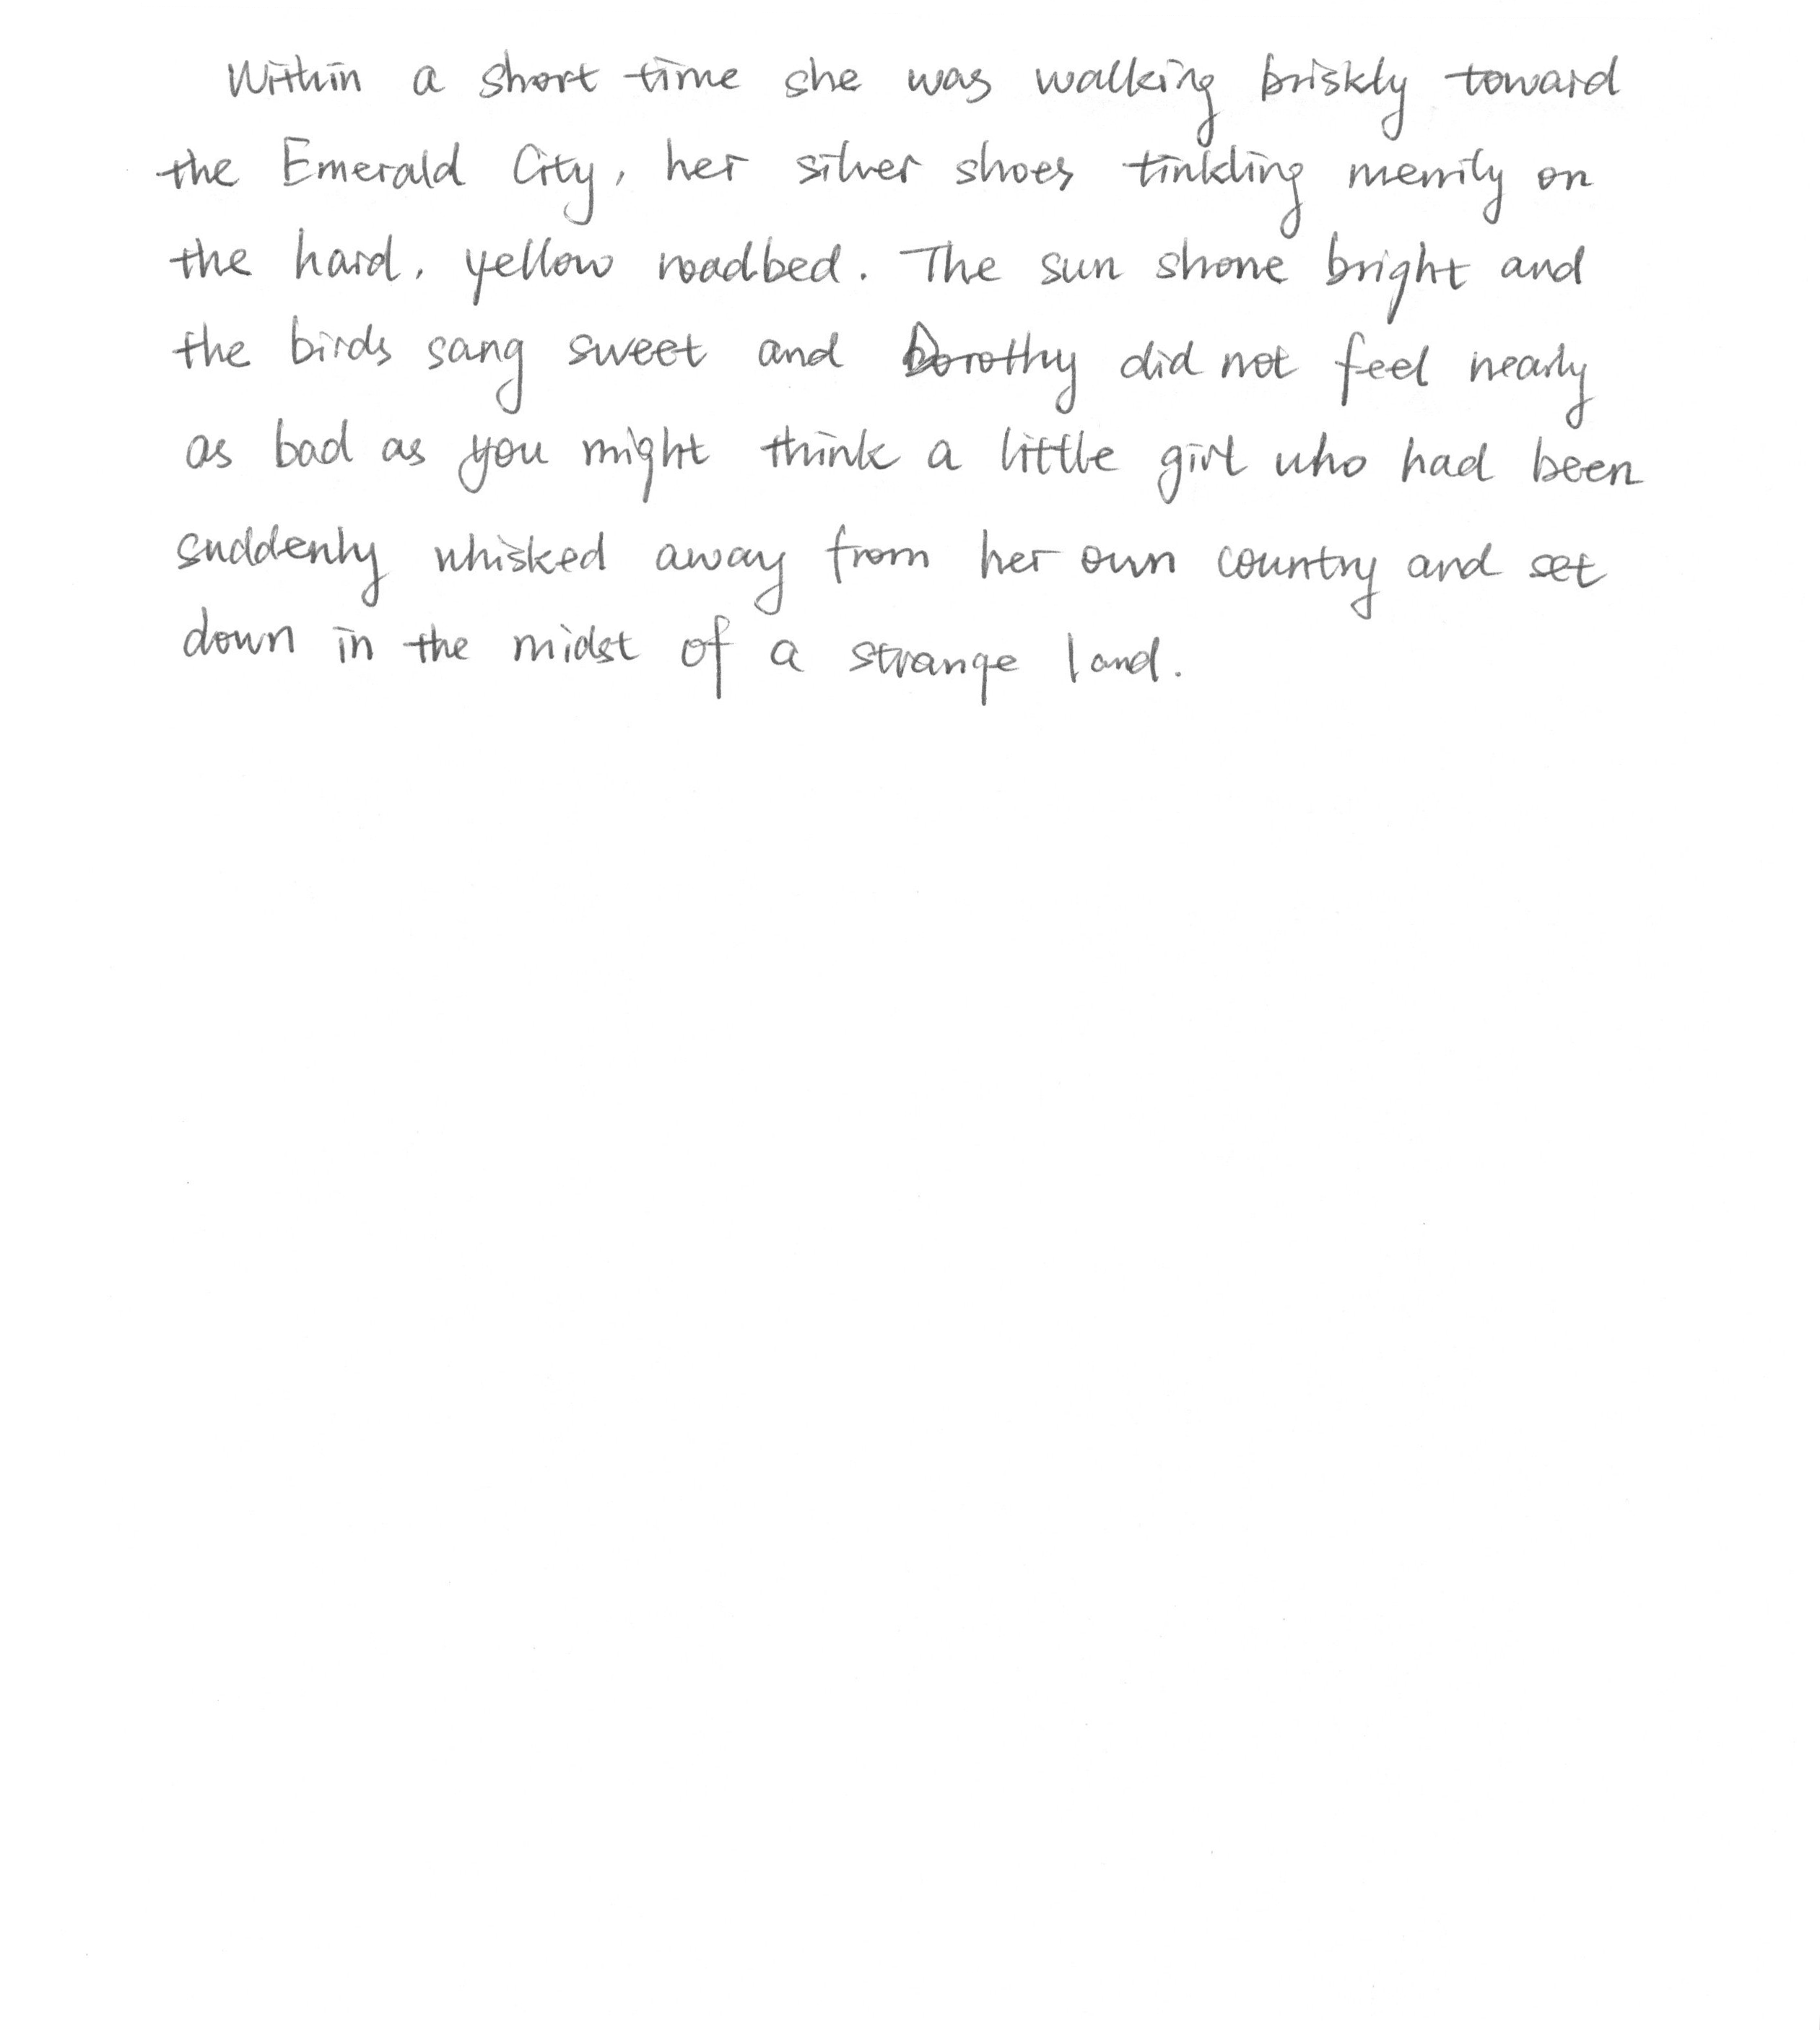 Within a short time she was walking briskly toward
the Emerald City, her silver shoes tinkling merrily on
the hard, yellow roadbed. The sun shone bright and
the birds sang sweet and Dorothy did not feel nearly
as bad as you might think a little girl who had been
suddenly whisked away from her own country and set
down in the midst of a strange land.